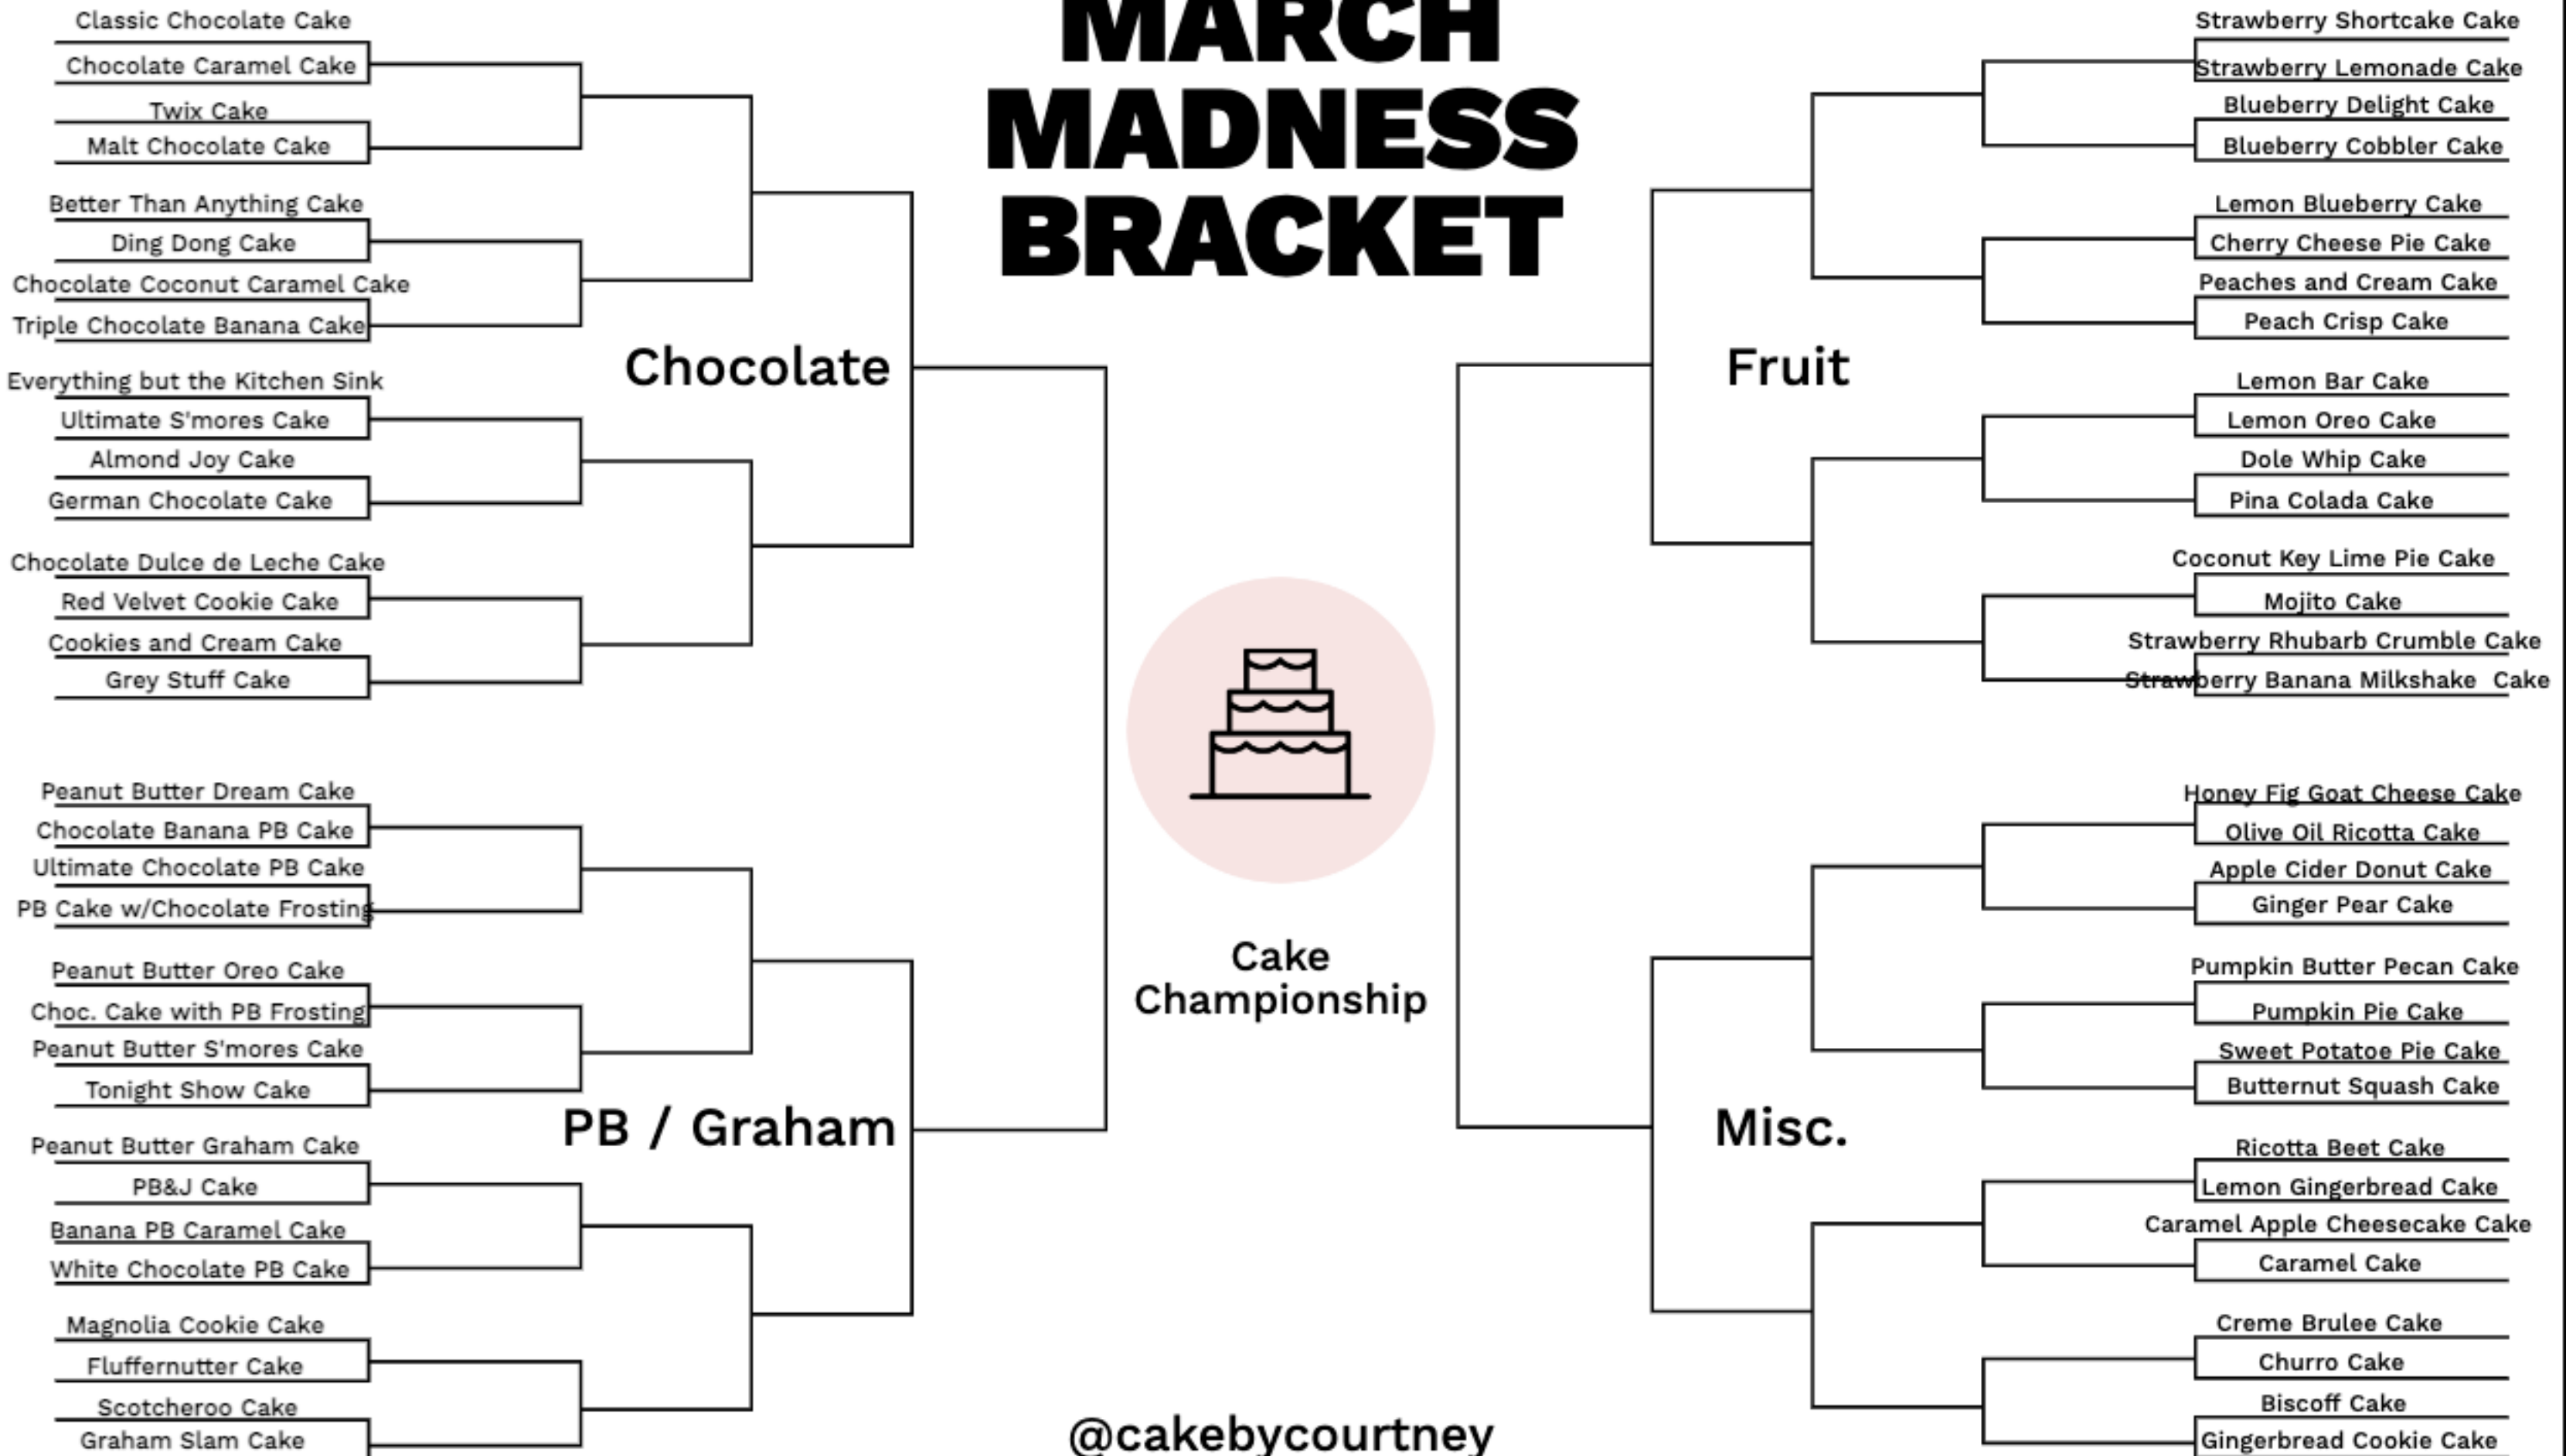 MARCH
MADNESS
BRACKET
Classic Chocolate Cake
Chocolate Caramel Cake
Twix Cake
Malt Chocolate Cake
Better Than Anything Cake
Ding Dong Cake
Chocolate Coconut Caramel Cake
Triple Chocolate Banana Cake
Everything but the Kitchen Sink
Ultimate S'mores Cake
Almond Joy Cake
German Chocolate Cake
Chocolate Dulce de Leche Cake
Red Velvet Cookie Cake
Cookies and Cream Cake
Grey Stuff Cake
Chocolate
Peanut Butter Dream Cake
Chocolate Banana PB Cake
Ultimate Chocolate PB Cake
PB Cake w/Chocolate Frosting
Peanut Butter Oreo Cake
Choc. Cake with PB Frosting
Peanut Butter S'mores Cake
Tonight Show Cake
Peanut Butter Graham Cake
PB&J Cake
Banana PB Caramel Cake
White Chocolate PB Cake
Magnolia Cookie Cake
Fluffernutter Cake
Scotcheroo Cake
Graham Slam Cake
PB / Graham
Cake
Championship
@cakebycourtney
Strawberry Shortcake Cake
Strawberry Lemonade Cake
Blueberry Delight Cake
Blueberry Cobbler Cake
Lemon Blueberry Cake
Cherry Cheese Pie Cake
Peaches and Cream Cake
Peach Crisp Cake
Lemon Bar Cake
Lemon Oreo Cake
Dole Whip Cake
Pina Colada Cake
Coconut Key Lime Pie Cake
Mojito Cake
Strawberry Rhubarb Crumble Cake
Strawberry Banana Milkshake Cake
Fruit
Honey Fig Goat Cheese Cake
Olive Oil Ricotta Cake
Apple Cider Donut Cake
Ginger Pear Cake
Pumpkin Butter Pecan Cake
Pumpkin Pie Cake
Sweet Potatoe Pie Cake
Butternut Squash Cake
Ricotta Beet Cake
Lemon Gingerbread Cake
Caramel Apple Cheesecake Cake
Caramel Cake
Creme Brulee Cake
Churro Cake
Biscoff Cake
Gingerbread Cookie Cake
Misc.